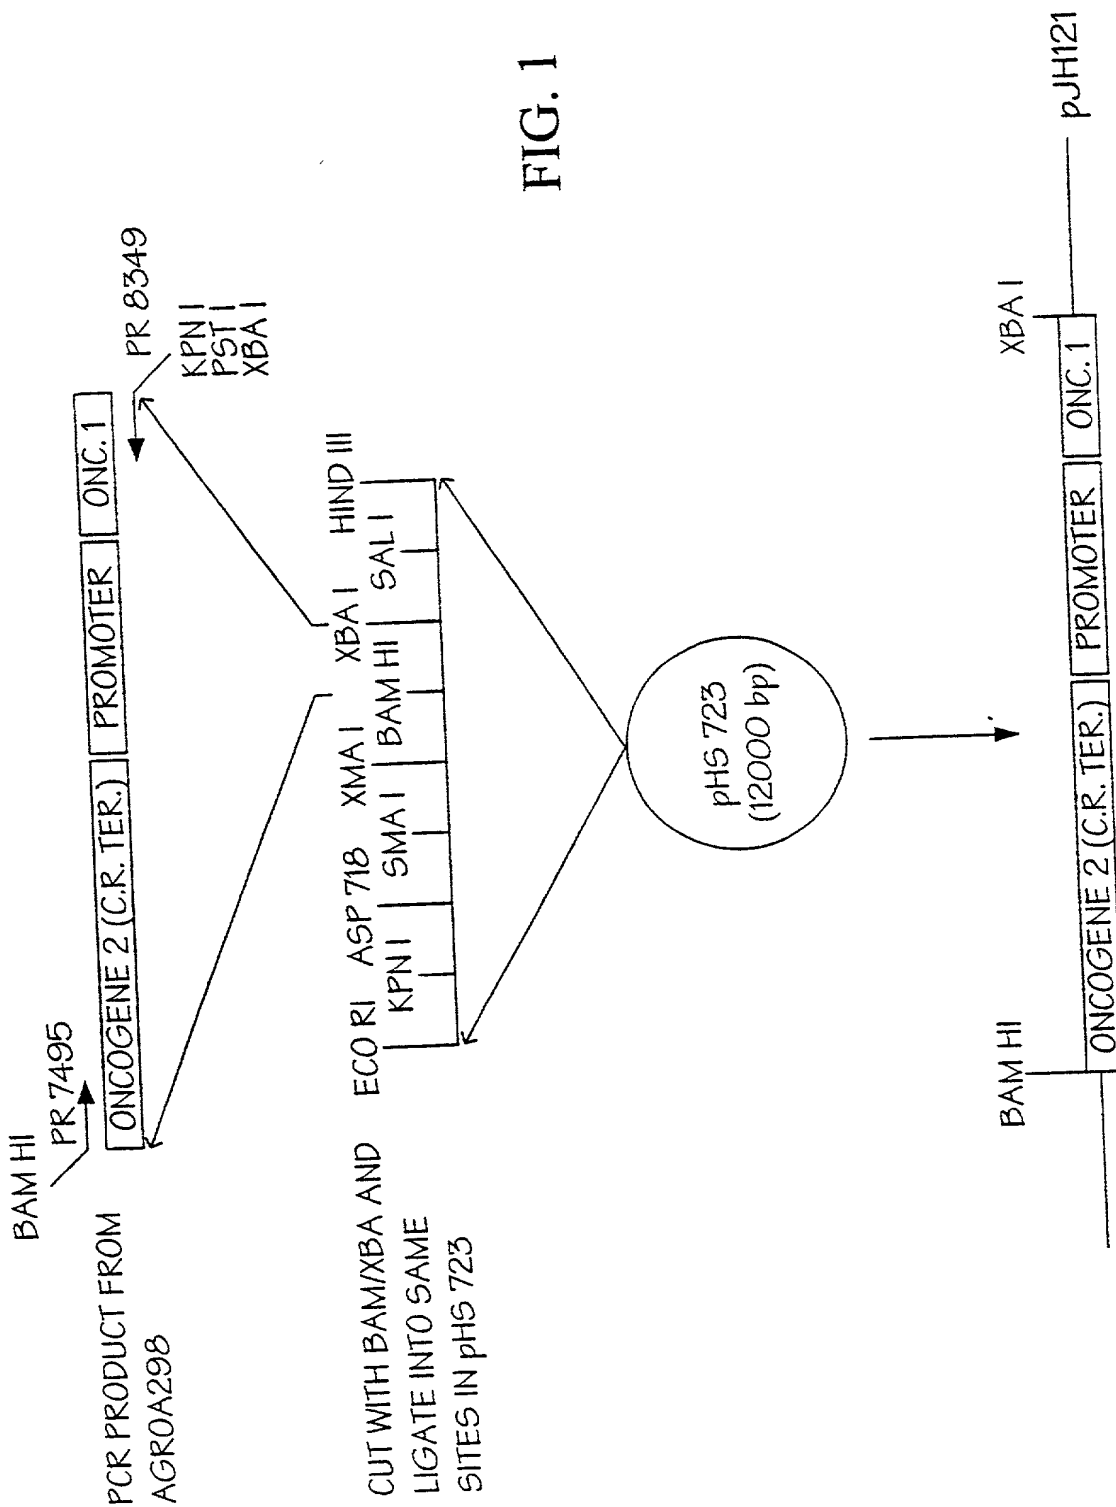 BAM HI
PR 7495
PCR PRODUCT FROM
AGROA298
ONCOGENE 2 (C.R. TER.)
PROMOTER
ONC. 1
PR 8349
KPN I
PST I
XBA I
CUT WITH BAM/XBA AND
LIGATE INTO SAME
SITES IN pHS 723
ECO RI
KPN I
ASP 718
SMA I
XMA I
BAM HI
XBA I
SAL I
HIND III
pHS 723
(12000 bp)
FIG. 1
BAM HI
XBA I
ONCOGENE 2 (C.R. TER.)
PROMOTER
ONC. 1
pJH121